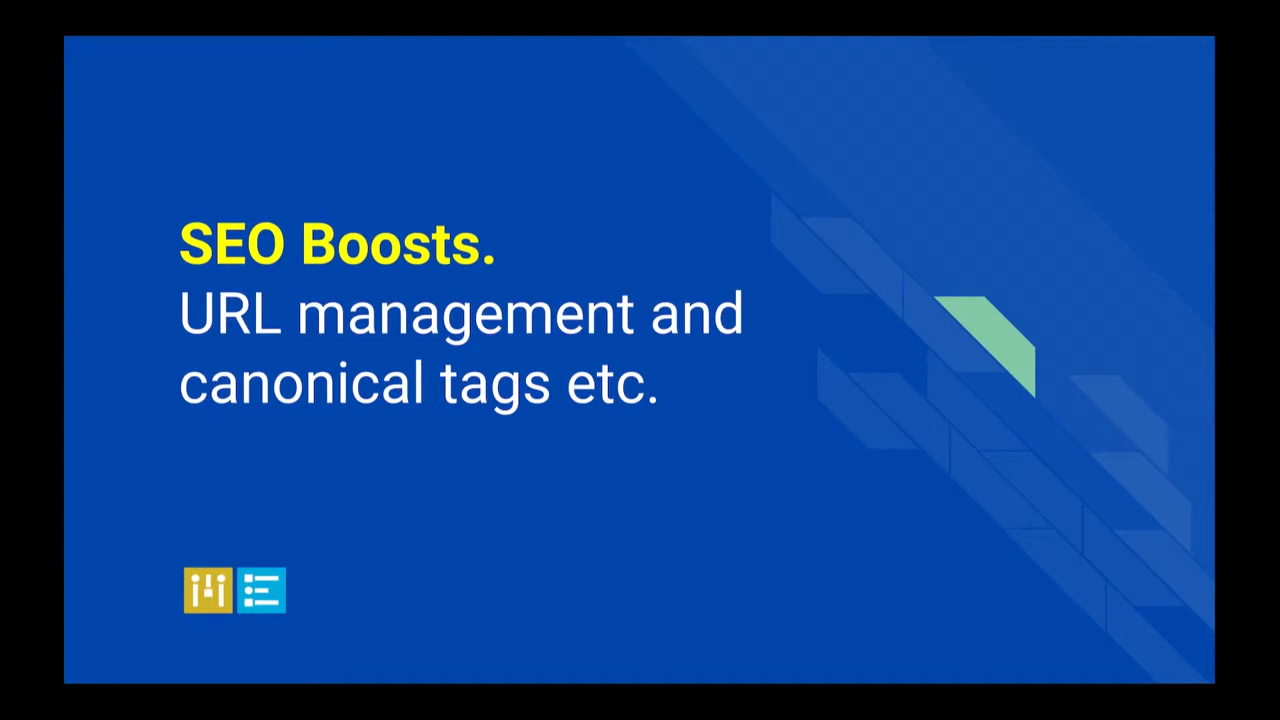 SEO Boosts.
URL management and
canonical tags etc.